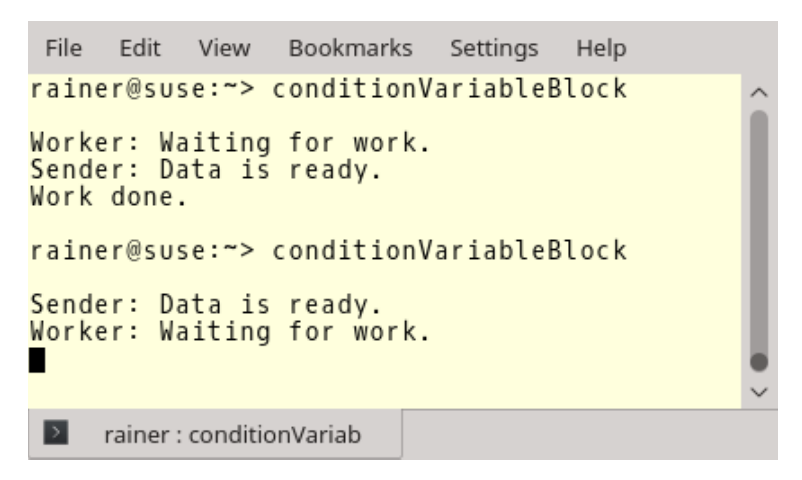 File Edit View Bookmarks Settings Help
rainer@suse:~> conditionVariableBlock
Worker: Waiting for work.
Sender: Data is ready.
Work done.
rainer@suse:~> conditionVariableBlock
Sender: Data is ready.
Worker: Waiting for work.
rainer : conditionVariab